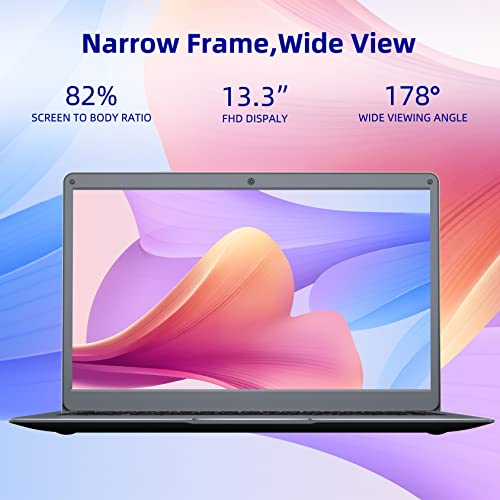 Narrow Frame,Wide View
82% 13.3” 178°
SCREEN TO BODY RATIO FHD DISPALY WIDE VIEWING ANGLE